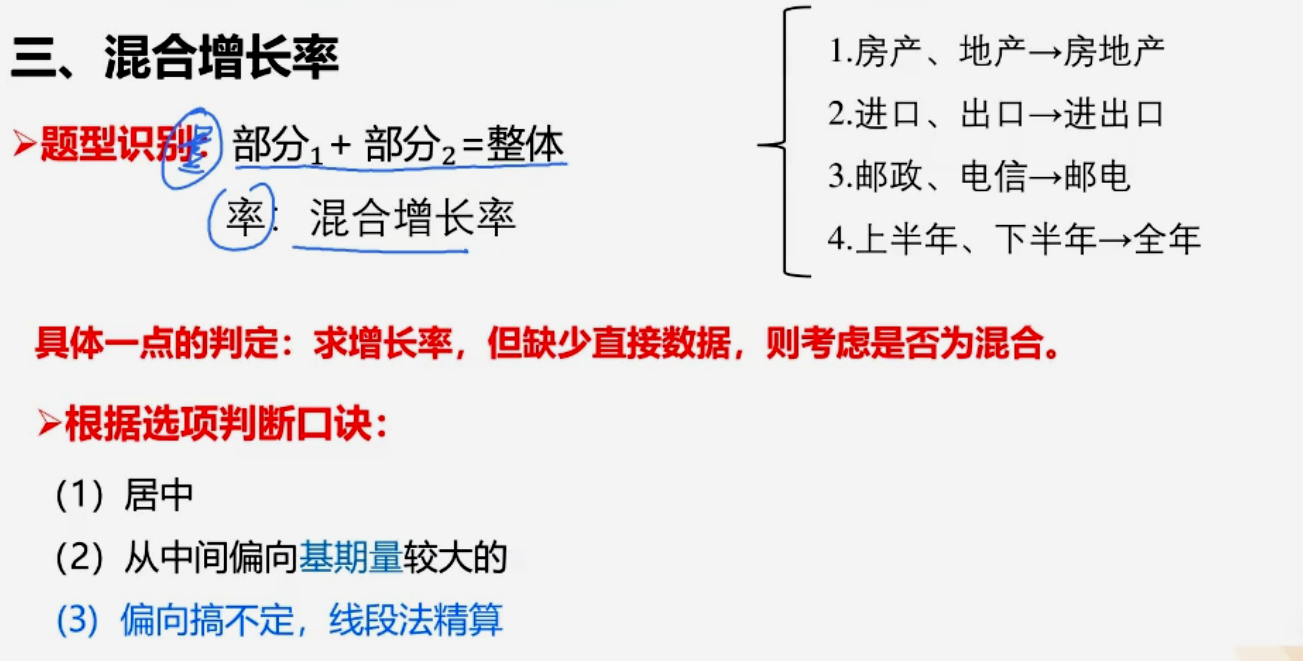 三、混合增长率
➢题型识别：部分₁+ 部分₂=整体
率：混合增长率
1.房产、地产→房地产
2.进口、出口→进出口
3.邮政、电信→邮电
4.上半年、下半年→全年
具体一点的判定：求增长率，但缺少直接数据，则考虑是否为混合。
➢根据选项判断口诀：
（1）居中
（2）从中间偏向基期量较大的
（3）偏向搞不定，线段法精算